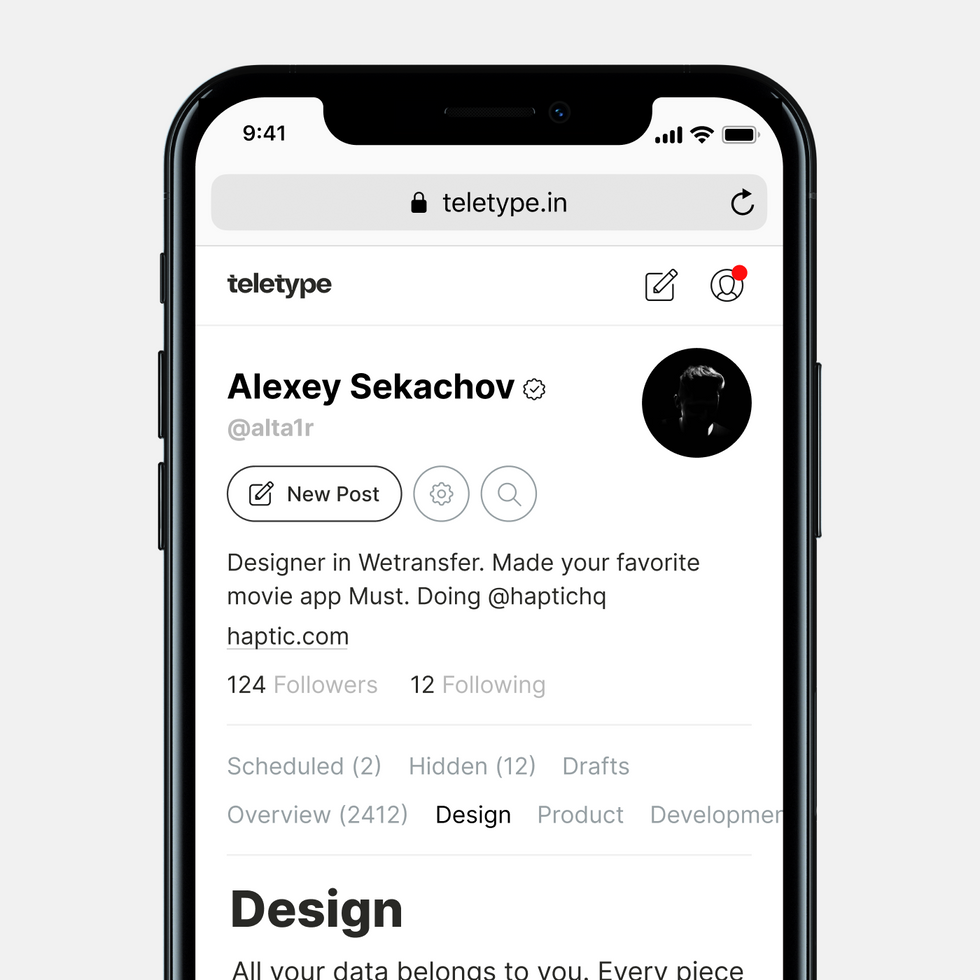 9:41
teletype.in
teletype
Alexey Sekachov
@alta1r
New Post
Designer in Wetransfer. Made your favorite
movie app Must. Doing @haptichq
haptic.com
124 Followers 12 Following
Scheduled (2) Hidden (12) Drafts
Overview (2412) Design Product Developmen
Design
All your data belongs to you. Every piece